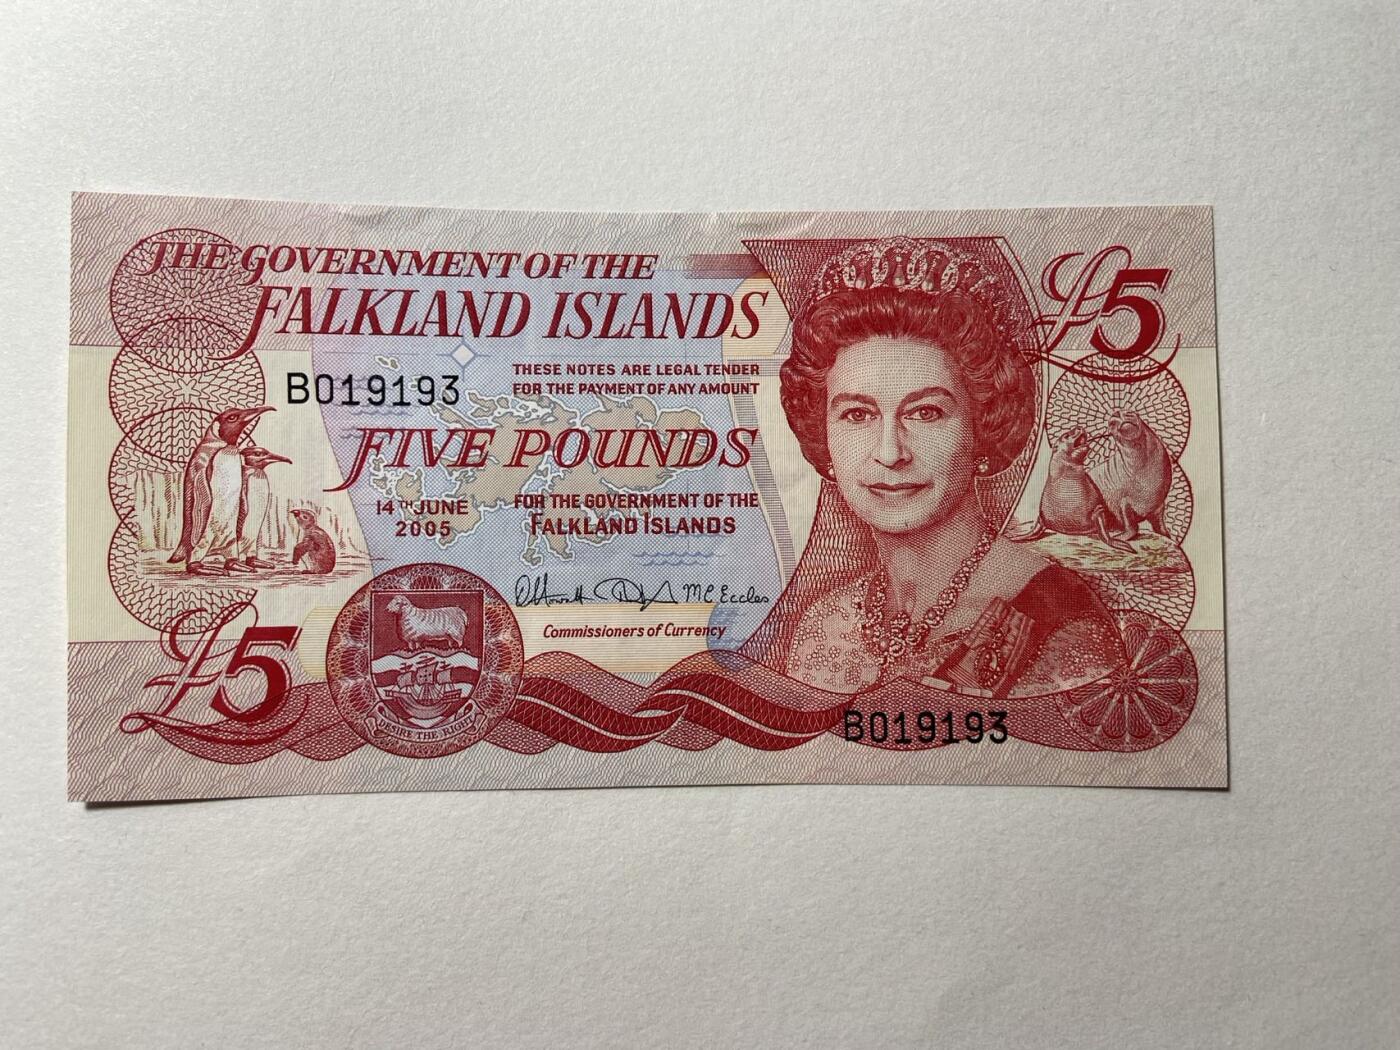 THE GOVERNMENT OF THE
FALKLAND ISLANDS
£5
THESE NOTES ARE LEGAL TENDER
FOR THE PAYMENT OF ANY AMOUNT
B019193
FIVE POUNDS
14TH JUNE
2005
FOR THE GOVERNMENT OF THE
FALKLAND ISLANDS
MC Eccles
Commissioners of Currency
£5
DESIRE THE RIGHT
B019193